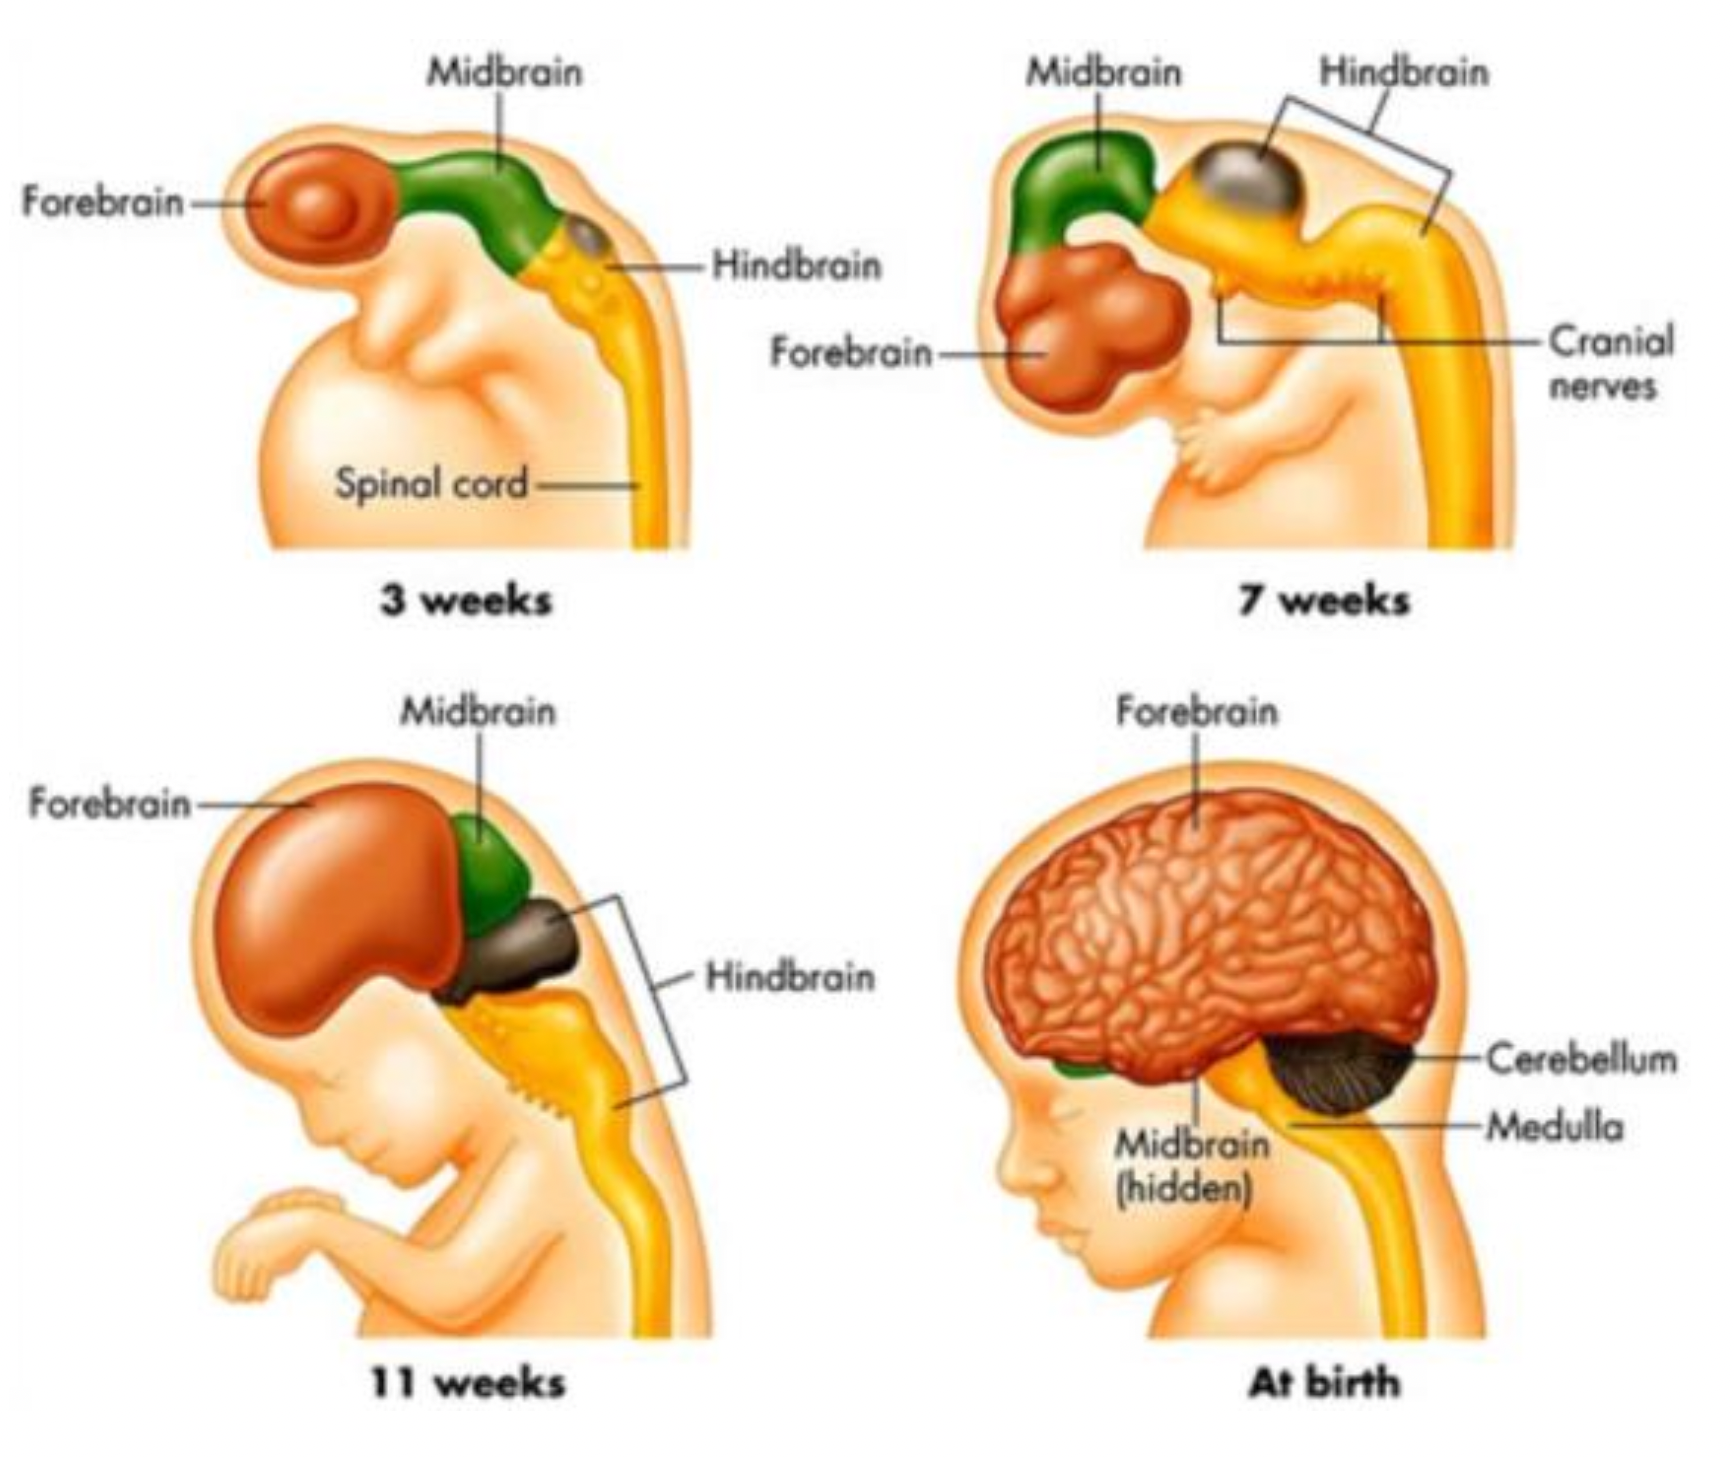 Midbrain
Forebrain
Hindbrain
Spinal cord
3 weeks
Midbrain
Hindbrain
Forebrain
Cranial
nerves
7 weeks
Midbrain
Forebrain
Hindbrain
11 weeks
Forebrain
Cerebellum
Medulla
Midbrain
(hidden)
At birth